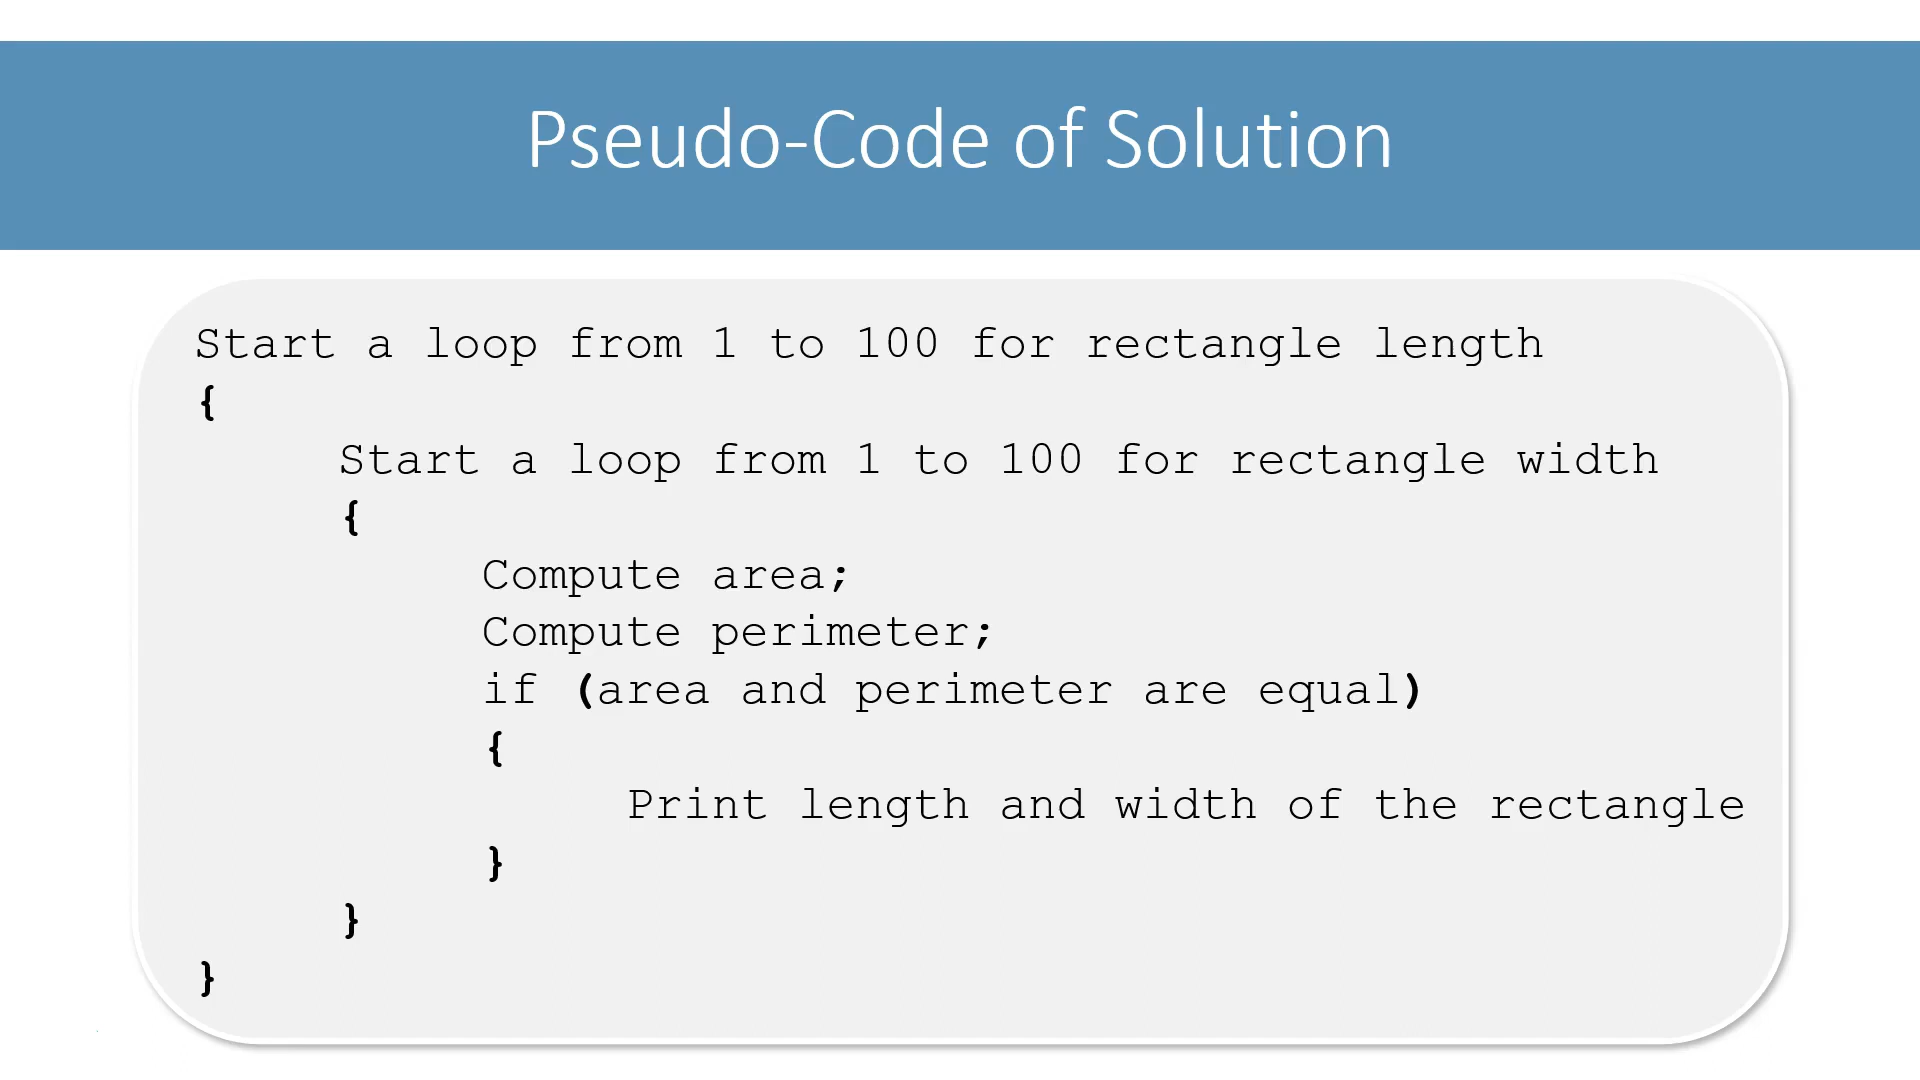 Pseudo-Code of Solution
Start a loop from 1 to 100 for rectangle length
{
Start a loop from 1 to 100 for rectangle width
{
Compute area;
Compute perimeter;
if (area and perimeter are equal)
{
Print length and width of the rectangle
}
}
}